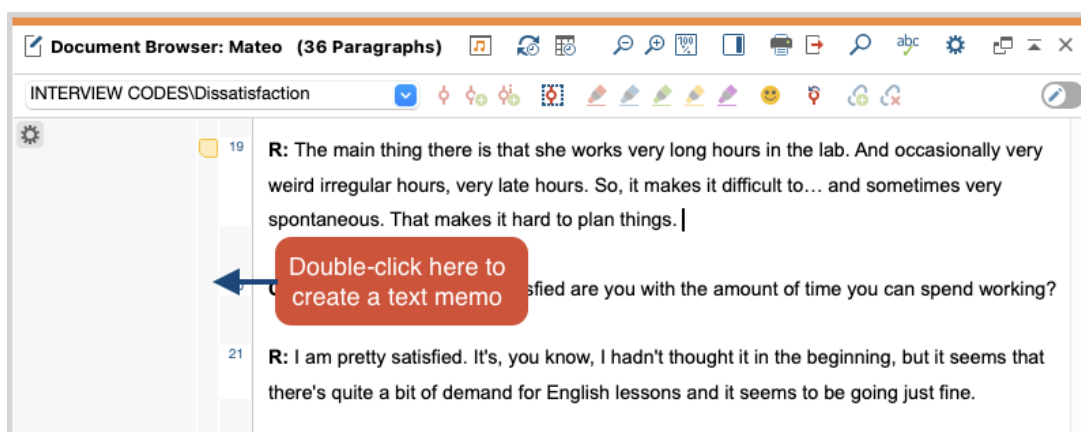 Document Browser: Mateo (36 Paragraphs)
100
%
abc
INTERVIEW CODES\Dissatisfaction
19
R: The main thing there is that she works very long hours in the lab. And occasionally very
weird irregular hours, very late hours. So, it makes it difficult to… and sometimes very
spontaneous. That makes it hard to plan things.
Double-click here to
create a text memo
sfied are you with the amount of time you can spend working?
21
R: I am pretty satisfied. It's, you know, I hadn't thought it in the beginning, but it seems that
there's quite a bit of demand for English lessons and it seems to be going just fine.